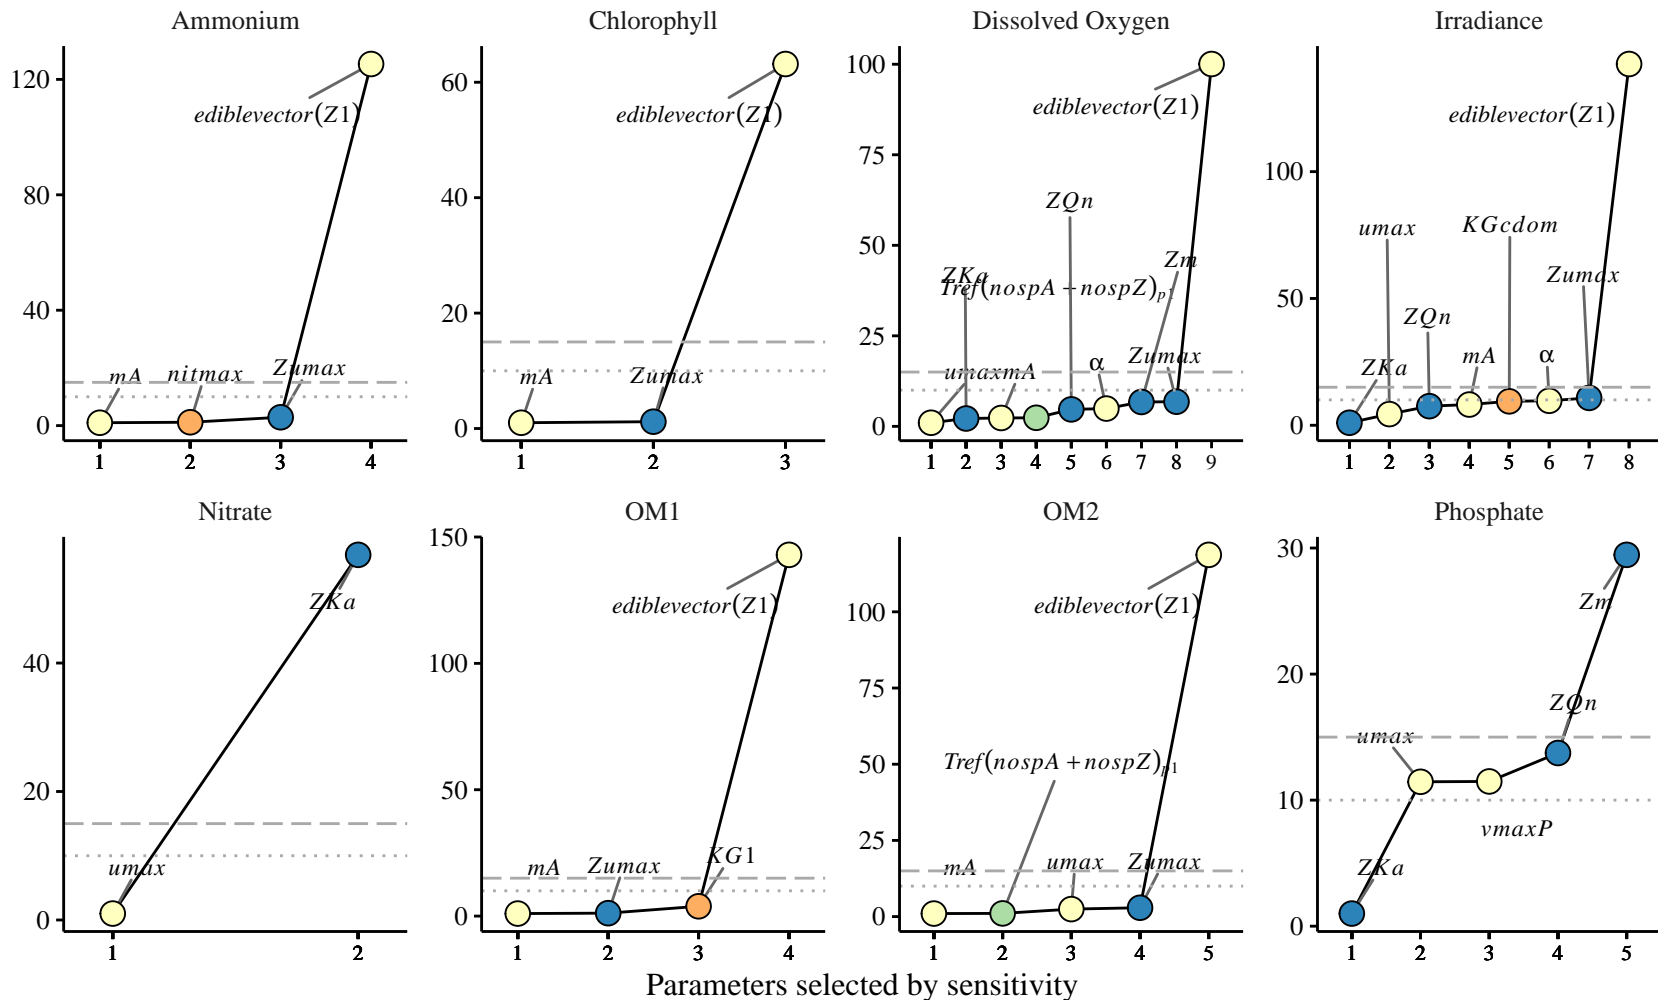 Ammonium
120
80
40
0
mA
nitmax
Zumax
ediblevector(Z1)
1 2 3 4
Chlorophyll
60
40
20
0
mA
Zumax
ediblevector(Z1)
1 2 3
Dissolved Oxygen
100
75
50
25
0
ediblevector(Z1)
ZQn
Zm
ZKa
Tref(nospA + nospZ)p1
α
Zumax
umax
mA
1 2 3 4 5 6 7 8 9
Irradiance
100
50
0
ediblevector(Z1)
umax
KGcdom
Zumax
ZQn
ZKa
mA
α
1 2 3 4 5 6 7 8
Nitrate
40
20
0
ZKa
umax
1 2
OM1
150
100
50
0
ediblevector(Z1)
mA
Zumax
KG1
1 2 3 4
OM2
100
75
50
25
0
ediblevector(Z1)
Tref(nospA + nospZ)p1
mA
umax
Zumax
1 2 3 4 5
Phosphate
30
20
10
0
Zm
ZQn
umax
vmaxP
ZKa
1 2 3 4 5
Parameters selected by sensitivity